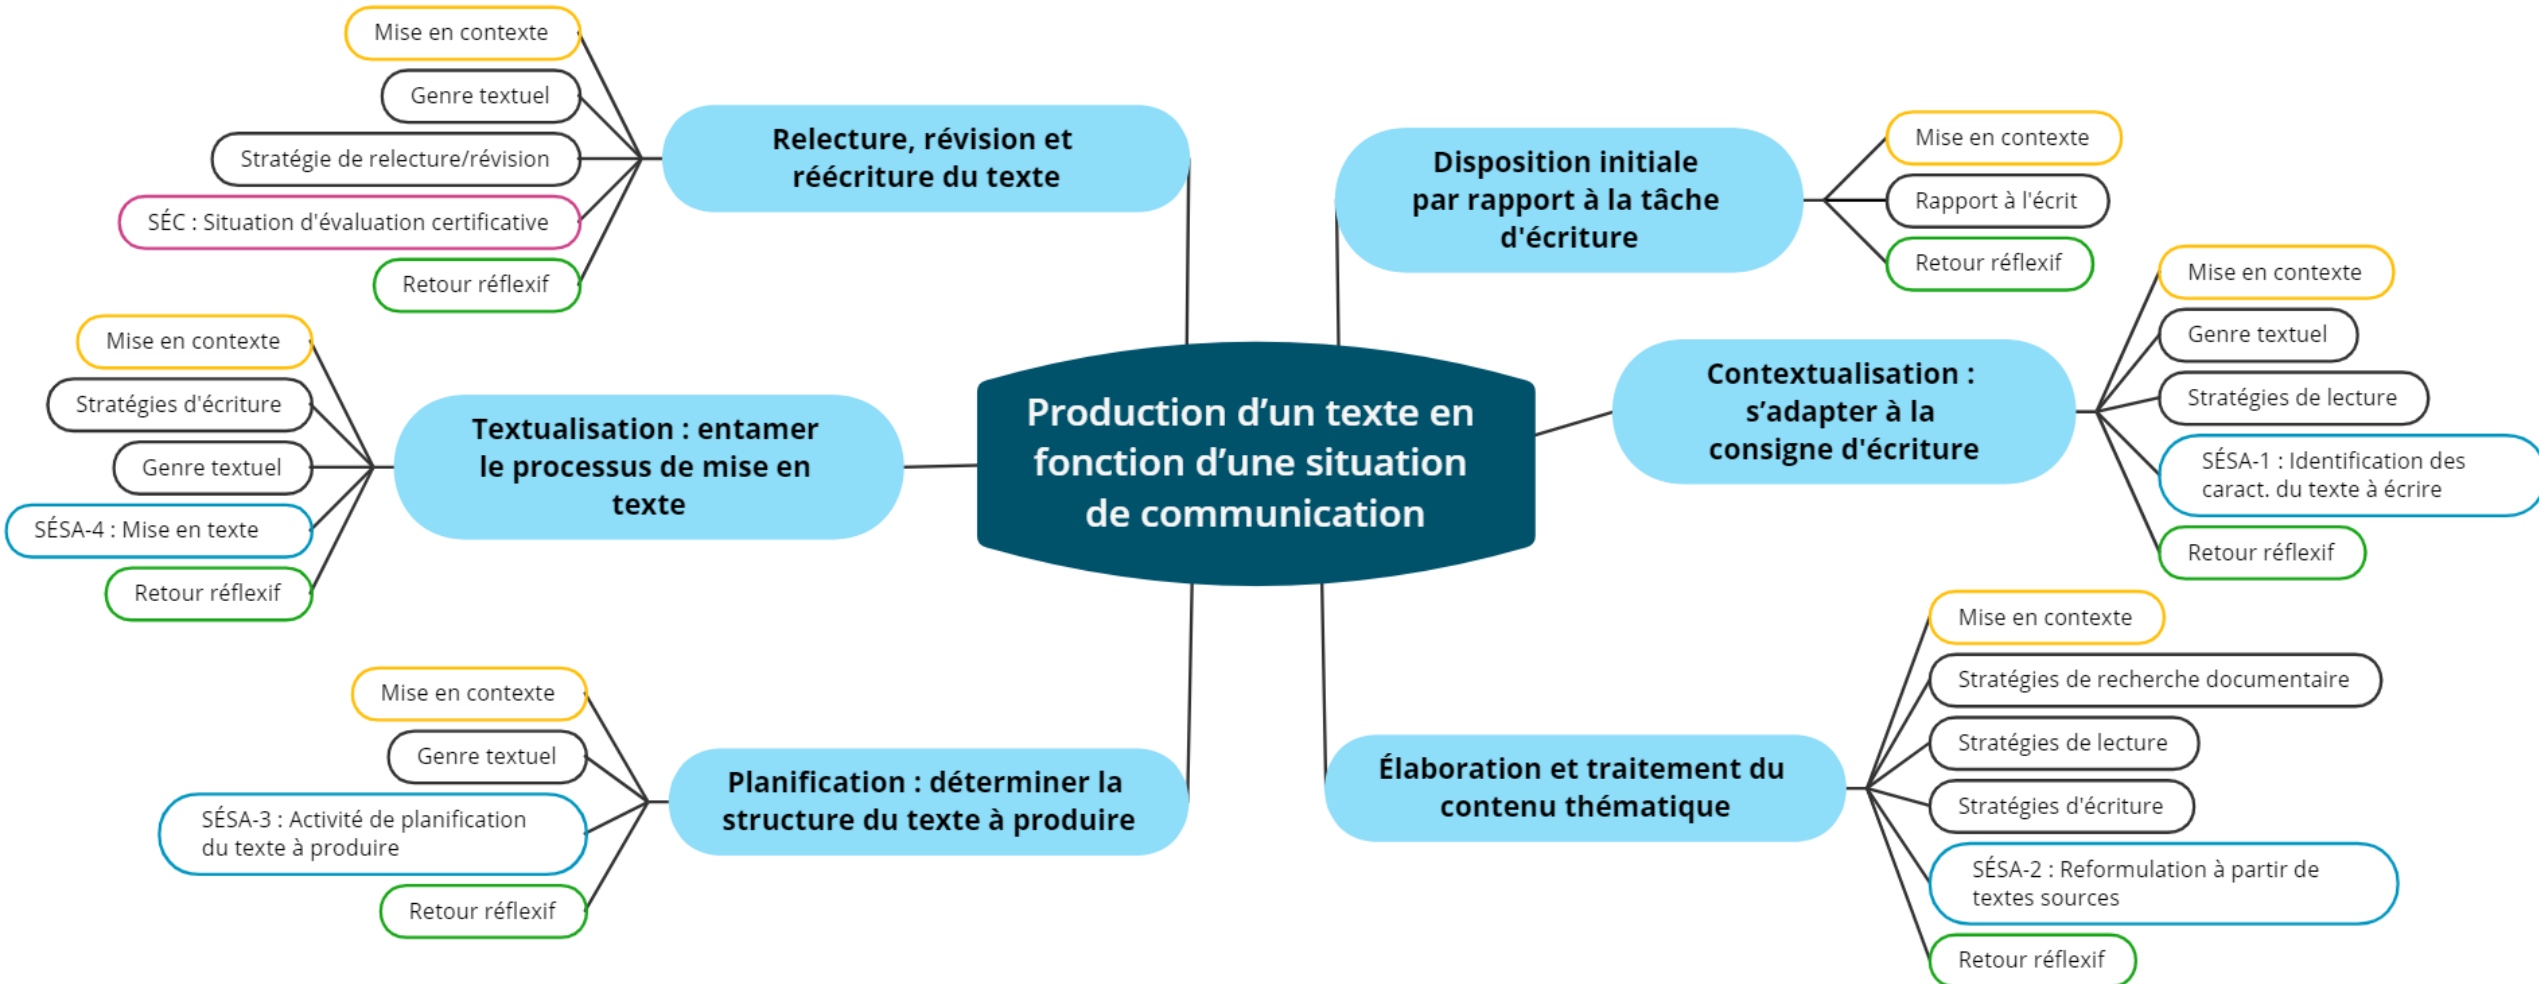 Production d’un texte en
fonction d’une situation
de communication
Disposition initiale
par rapport à la tâche
d'écriture
Mise en contexte
Rapport à l'écrit
Retour réflexif
Contextualisation :
s’adapter à la
consigne d'écriture
Mise en contexte
Genre textuel
Stratégies de lecture
SÉSA-1 : Identification des
caract. du texte à écrire
Retour réflexif
Élaboration et traitement du
contenu thématique
Mise en contexte
Stratégies de recherche documentaire
Stratégies de lecture
Stratégies d'écriture
SÉSA-2 : Reformulation à partir de
textes sources
Retour réflexif
Planification : déterminer la
structure du texte à produire
Mise en contexte
Genre textuel
SÉSA-3 : Activité de planification
du texte à produire
Retour réflexif
Textualisation : entamer
le processus de mise en
texte
Mise en contexte
Stratégies d'écriture
Genre textuel
SÉSA-4 : Mise en texte
Retour réflexif
Relecture, révision et
réécriture du texte
Mise en contexte
Genre textuel
Stratégie de relecture/révision
SÉC : Situation d'évaluation certificative
Retour réflexif